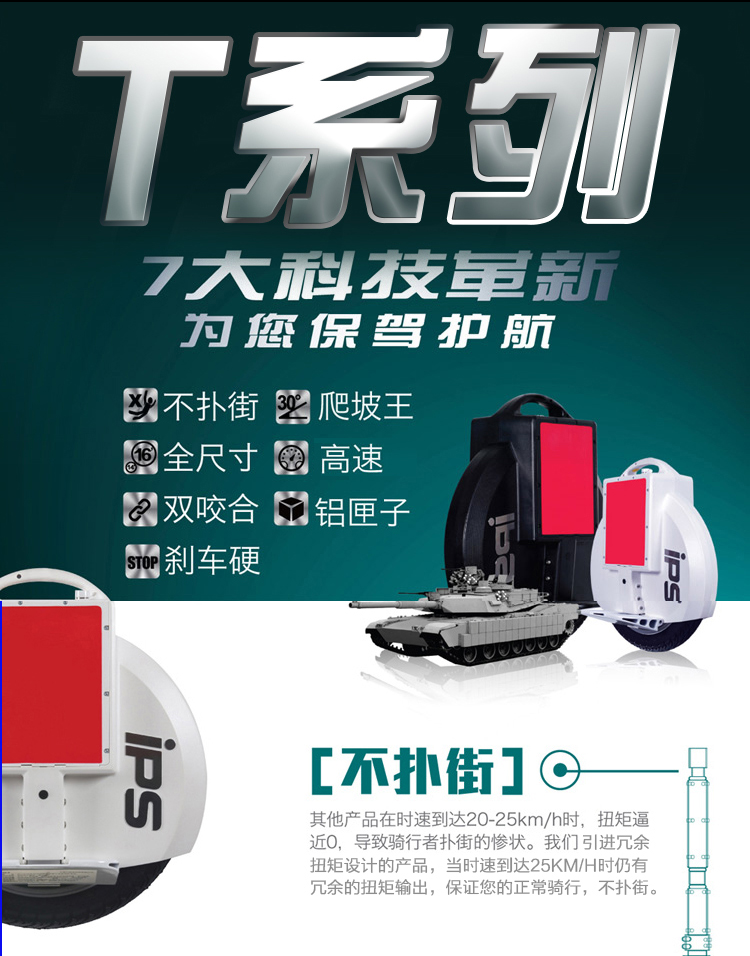 T系列
7大科技革新
为您保驾护航
不扑街 30° 爬坡王
16 14 全尺寸 高速
双咬合 铝匣子
STOP 刹车硬
ips
ips
ips
[不扑街]
其他产品在时速到达20-25km/h时，扭矩逼
近0，导致骑行者扑街的惨状。我们引进冗余
扭矩设计的产品，当时速到达25KM/H时仍有
冗余的扭矩输出，保证您的正常骑行，不扑街。